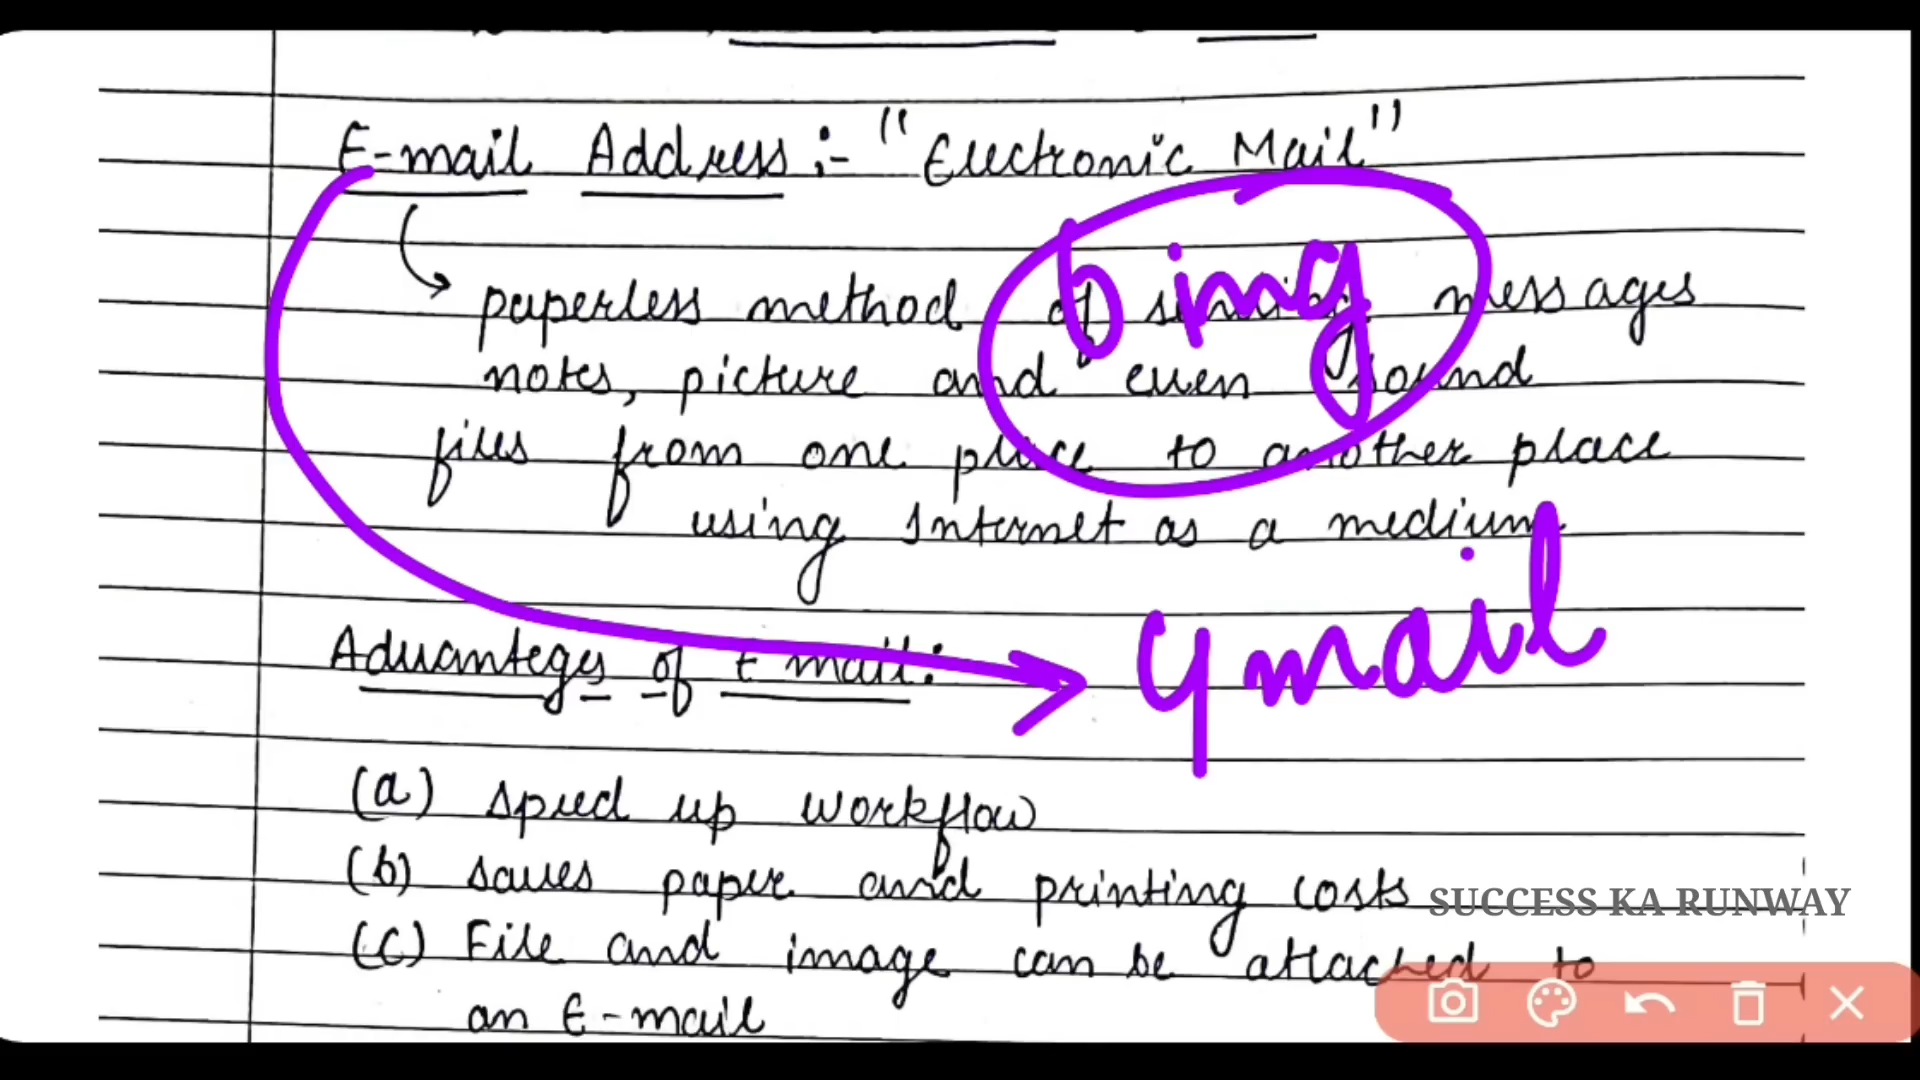 E-mail Address :- "Electronic Mail"
bing
paperless method of sending messages
notes, picture and even sound
files from one place to another place
using Internet as a medium
gmail
Advanteges of E mail:
(a) speed up workflow
(b) saves paper and printing costs
SUCCESS KA RUNWAY
(c) File and image can be attached to
an E-mail